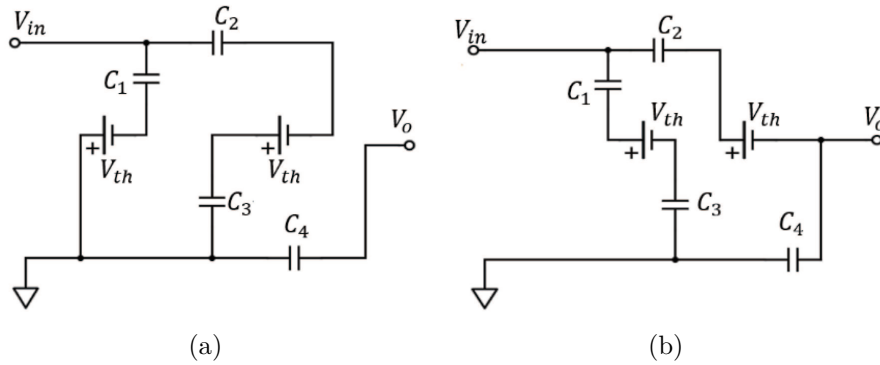 V_in
C_2
C_1
+
V_th
+
V_th
V_o
C_3
C_4
(a)
V_in
C_2
C_1
V_th
+
V_th
+
V_o
C_3
C_4
(b)